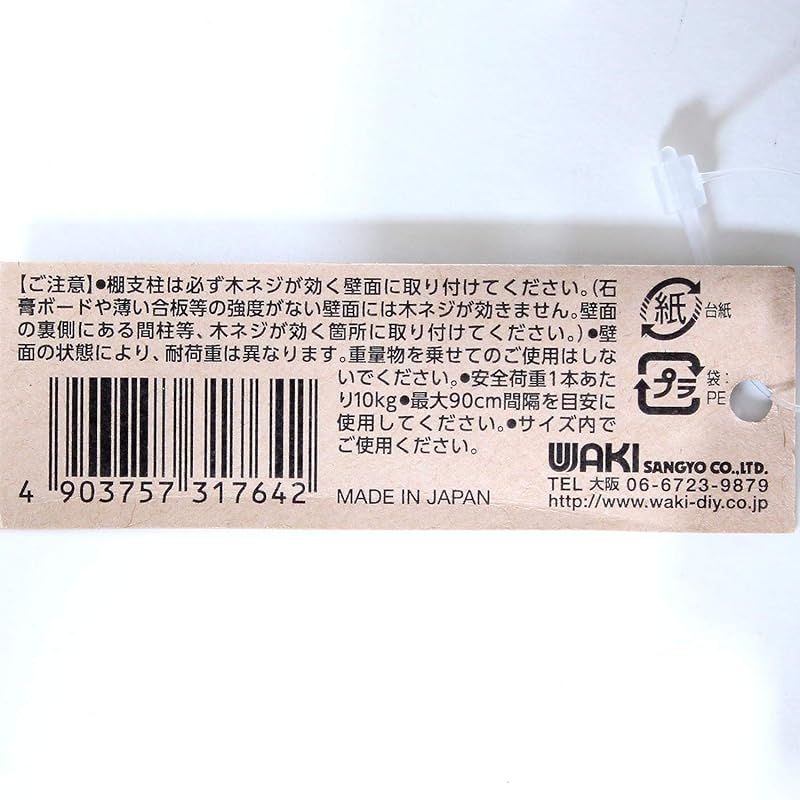 【ご注意】●棚支柱は必ず木ネジが効く壁面に取り付けてください。(石
膏ボードや薄い合板等の強度がない壁面には木ネジが効きません。壁面
の裏側にある間柱等、木ネジが効く箇所に取り付けてください。)●壁
面の状態により、耐荷重は異なります。重量物を乗せてのご使用はしな
いでください。●安全荷重1本あた
り10kg●最大90cm間隔を目安に
使用してください。●サイズ内で
ご使用ください。
4 903757 317642
MADE IN JAPAN
紙 台紙
プラ 袋:
PE
WAKI SANGYO CO.,LTD.
TEL 大阪 06-6723-9879
http://www.waki-diy.co.jp